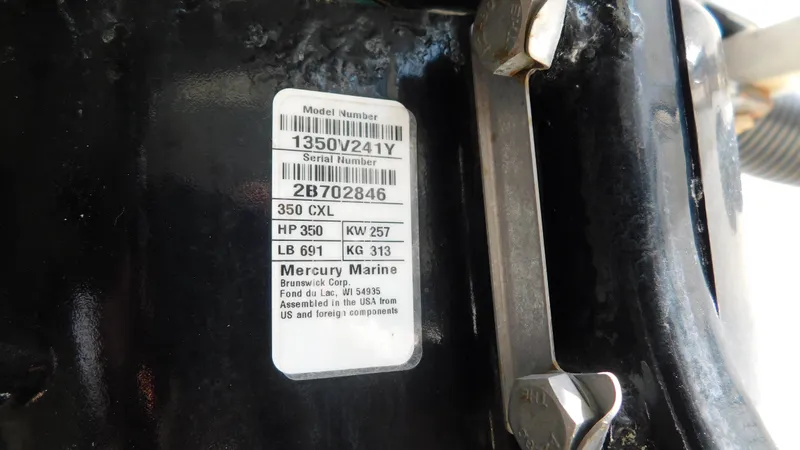 Model Number
1350V241Y
Serial Number
2B702846
350 CXL
HP 350 KW 257
LB 691 KG 313
Mercury Marine
Brunswick Corp.
Fond du Lac, WI 54935
Assembled in the USA from
US and foreign components